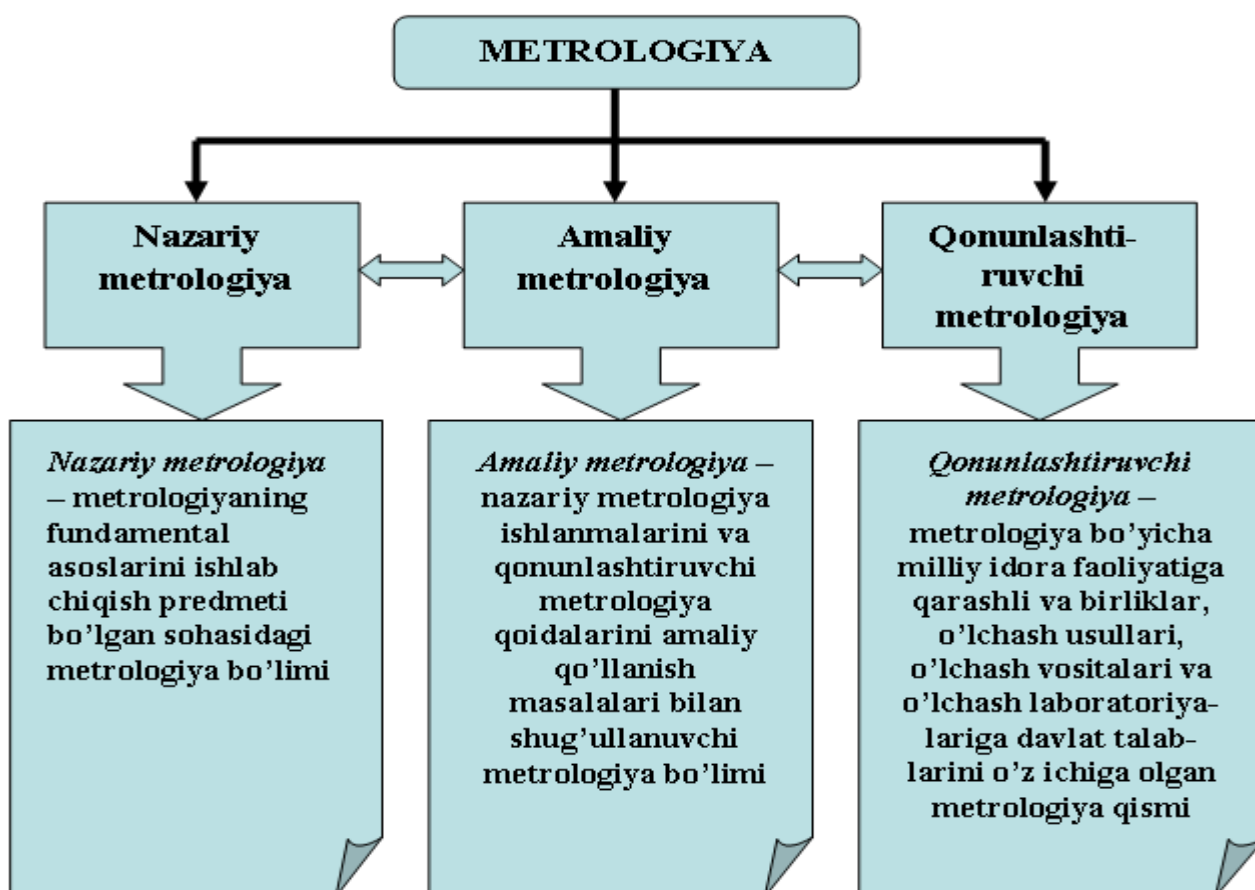 METROLOGIYA
Nazariy
metrologiya
Amaliy
metrologiya
Qonunlashti-
ruvchi
metrologiya
Nazariy metrologiya
– metrologiyaning
fundamental
asoslarini ishlab
chiqish predmeti
bo’lgan sohasidagi
metrologiya bo’limi
Amaliy metrologiya –
nazariy metrologiya
ishlanmalarini va
qonunlashtiruvchi
metrologiya
qoidalarini amaliy
qo’llanish
masalalari bilan
shug’ullanuvchi
metrologiya bo’limi
Qonunlashtiruvchi
metrologiya –
metrologiya bo’yicha
milliy idora faoliyatiga
qarashli va birliklar,
o’lchash usullari,
o’lchash vositalari va
o’lchash laboratoriya-
lariga davlat talab-
larini o’z ichiga olgan
metrologiya qismi